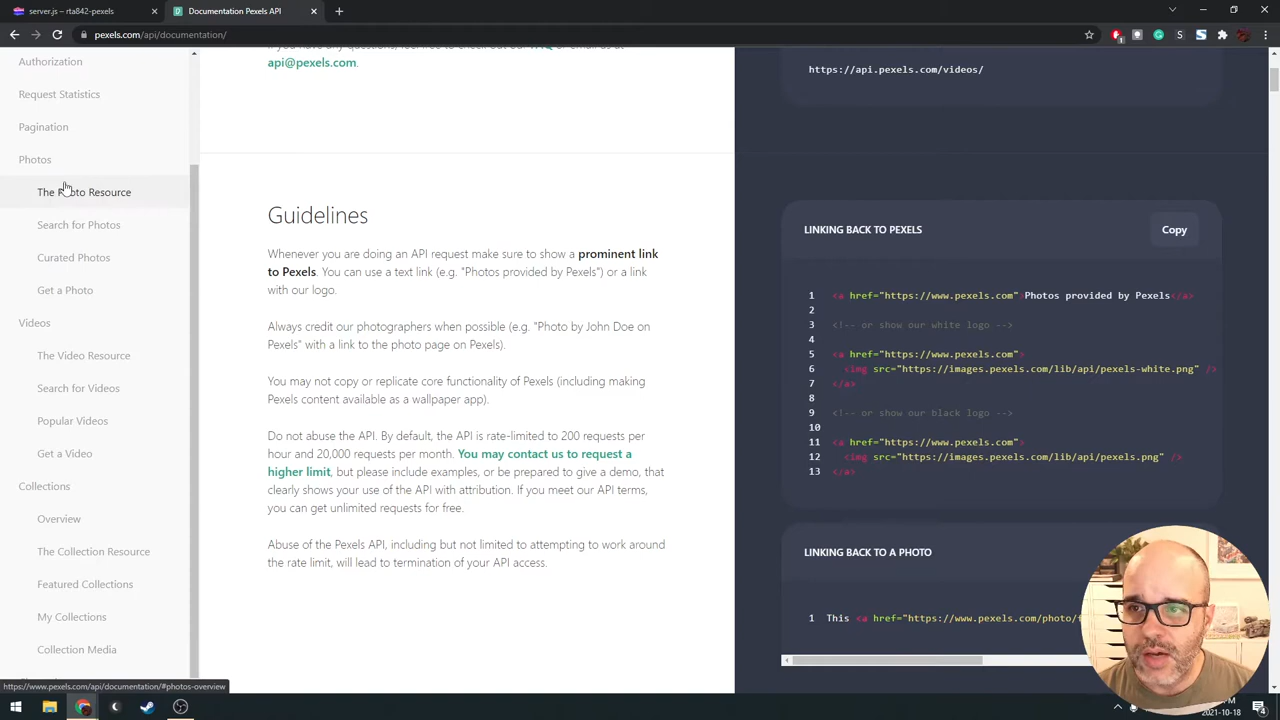 server.js – rta842-pexels
Documentation Pexels API
pexels.com/api/documentation/
Authorization
Request Statistics
Pagination
Photos
The Photo Resource
Search for Photos
Curated Photos
Get a Photo
Videos
The Video Resource
Search for Videos
Popular Videos
Get a Video
Collections
Overview
The Collection Resource
Featured Collections
My Collections
Collection Media
https://www.pexels.com/api/documentation/#photos-overview
api@pexels.com.
Guidelines
Whenever you are doing an API request make sure to show a prominent link
to Pexels. You can use a text link (e.g. "Photos provided by Pexels") or a link
with our logo.
Always credit our photographers when possible (e.g. "Photo by John Doe on
Pexels" with a link to the photo page on Pexels).
You may not copy or replicate core functionality of Pexels (including making
Pexels content available as a wallpaper app).
Do not abuse the API. By default, the API is rate-limited to 200 requests per
hour and 20,000 requests per month. You may contact us to request a
higher limit, but please include examples, or be prepared to give a demo, that
clearly shows your use of the API with attribution. If you meet our API terms,
you can get unlimited requests for free.
Abuse of the Pexels API, including but not limited to attempting to work around
the rate limit, will lead to termination of your API access.
https://api.pexels.com/videos/
LINKING BACK TO PEXELS
Copy
1 <a href="https://www.pexels.com">Photos provided by Pexels</a>
2
3 <!-- or show our white logo -->
4
5 <a href="https://www.pexels.com">
6 <img src="https://images.pexels.com/lib/api/pexels-white.png" />
7 </a>
8
9 <!-- or show our black logo -->
10
11 <a href="https://www.pexels.com">
12 <img src="https://images.pexels.com/lib/api/pexels.png" />
13 </a>
LINKING BACK TO A PHOTO
1 This <a href="https://www.pexels.com/photo/
2021-10-18